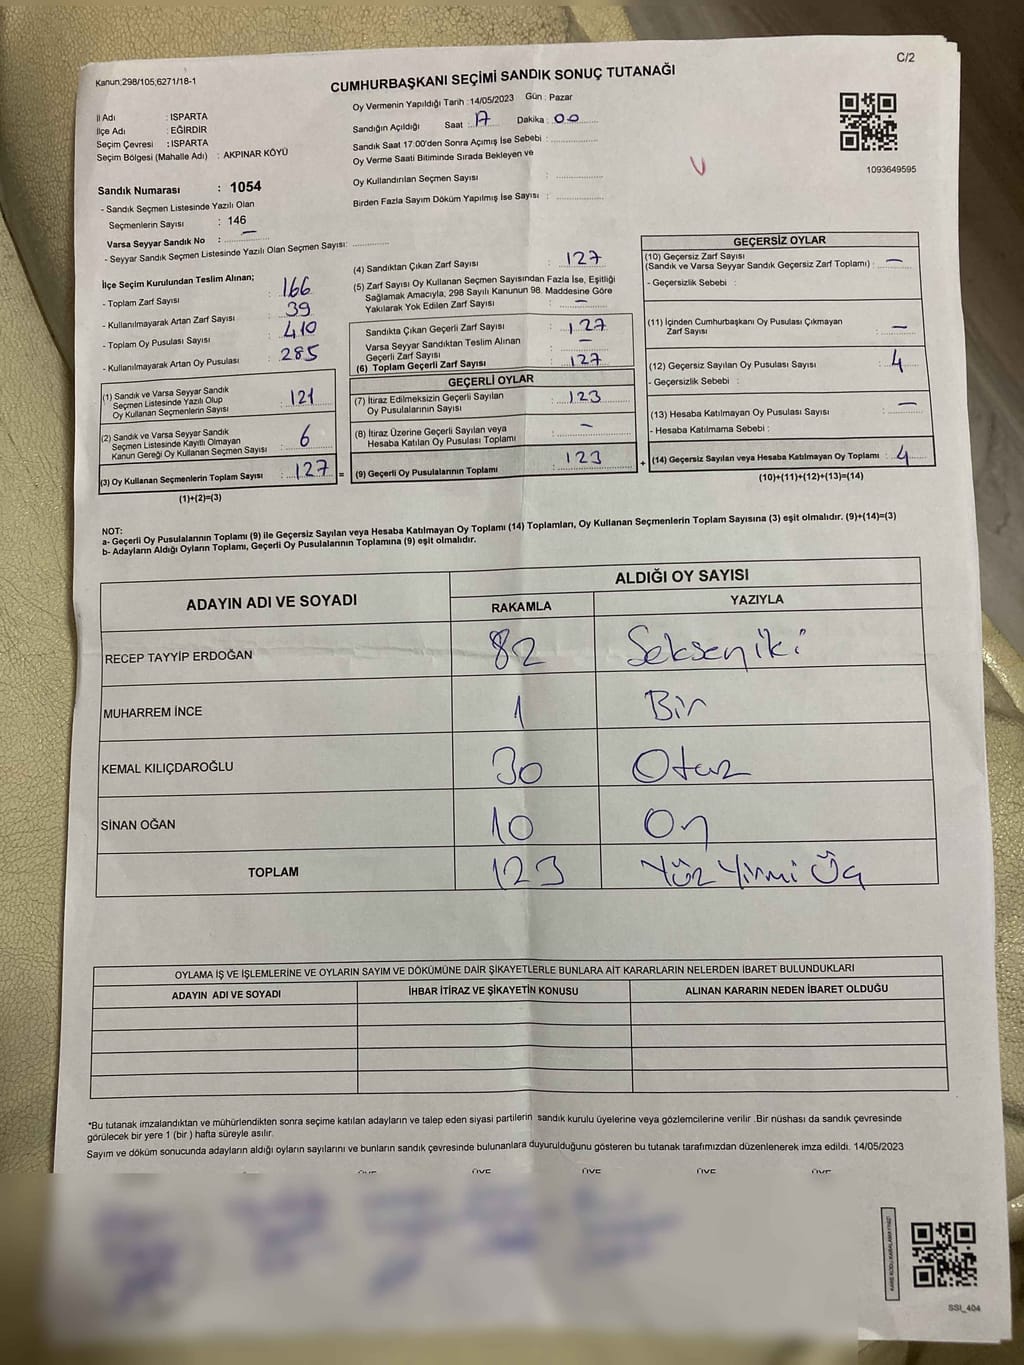 Kanun:298/105,6271/18-1
C/2
CUMHURBAŞKANI SEÇİMİ SANDIK SONUÇ TUTANAĞI
İl Adı : ISPARTA
İlçe Adı : EĞİRDİR
Seçim Çevresi : ISPARTA
Seçim Bölgesi (Mahalle Adı) : AKPINAR KÖYÜ
Sandık Numarası : 1054
- Sandık Seçmen Listesinde Yazılı Olan
Seçmenlerin Sayısı : 146
Varsa Seyyar Sandık No : —
- Seyyar Sandık Seçmen Listesinde Yazılı Olan Seçmen Sayısı:
Oy Vermenin Yapıldığı Tarih : 14/05/2023 Gün : Pazar
Sandığın Açıldığı Saat : 17 Dakika : 00
Sandık Saat 17.00'den Sonra Açımış İse Sebebi :
Oy Verme Saati Bitiminde Sırada Bekleyen ve
Oy Kullandırılan Seçmen Sayısı :
Birden Fazla Sayım Döküm Yapılmış İse Sayısı :
1093649595
İlçe Seçim Kurulundan Teslim Alınan;
- Toplam Zarf Sayısı : 166
- Kullanılmayarak Artan Zarf Sayısı : 39
- Toplam Oy Pusulası Sayısı : 410
- Kullanılmayarak Artan Oy Pusulası : 285
(1) Sandık ve Varsa Seyyar Sandık
Seçmen Listesinde Yazılı Olup
Oy Kullanan Seçmenlerin Sayısı : 121
(2) Sandık ve Varsa Seyyar Sandık
Seçmen Listesinde Kayıtlı Olmayan
Kanun Gereği Oy Kullanan Seçmen Sayısı : 6
(3) Oy Kullanan Seçmenlerin Toplam Sayısı : 127 =
(1)+(2)=(3)
(4) Sandıktan Çıkan Zarf Sayısı : 127
(5) Zarf Sayısı Oy Kullanan Seçmen Sayısından Fazla İse, Eşitliği
Sağlamak Amacıyla; 298 Sayılı Kanunun 98. Maddesine Göre
Yakılarak Yok Edilen Zarf Sayısı : —
Sandıkta Çıkan Geçerli Zarf Sayısı : 127
Varsa Seyyar Sandıktan Teslim Alınan
Geçerli Zarf Sayısı : —
(6) Toplam Geçerli Zarf Sayısı : 127
GEÇERLİ OYLAR
(7) İtiraz Edilmeksizin Geçerli Sayılan
Oy Pusulalarının Sayısı : 123
(8) İtiraz Üzerine Geçerli Sayılan veya
Hesaba Katılan Oy Pusulası Toplamı : —
(9) Geçerli Oy Pusulalarının Toplamı : 123 +
GEÇERSİZ OYLAR
(10) Geçersiz Zarf Sayısı
(Sandık ve Varsa Seyyar Sandık Geçersiz Zarf Toplamı) : —
- Geçersizlik Sebebi :
(11) İçinden Cumhurbaşkanı Oy Pusulası Çıkmayan
Zarf Sayısı : —
(12) Geçersiz Sayılan Oy Pusulası Sayısı : 4
- Geçersizlik Sebebi :
(13) Hesaba Katılmayan Oy Pusulası Sayısı : —
- Hesaba Katılmama Sebebi :
(14) Geçersiz Sayılan veya Hesaba Katılmayan Oy Toplamı : 4
(10)+(11)+(12)+(13)=(14)
NOT:
a- Geçerli Oy Pusulalarının Toplamı (9) ile Geçersiz Sayılan veya Hesaba Katılmayan Oy Toplamı (14) Toplamları, Oy Kullanan Seçmenlerin Toplam Sayısına (3) eşit olmalıdır. (9)+(14)=(3)
b- Adayların Aldığı Oyların Toplamı, Geçerli Oy Pusulalarının Toplamına (9) eşit olmalıdır.
ADAYIN ADI VE SOYADI
ALDIĞI OY SAYISI
RAKAMLA YAZIYLA
RECEP TAYYİP ERDOĞAN 82 Sekseniki
MUHARREM İNCE 1 Bir
KEMAL KILIÇDAROĞLU 30 Otuz
SİNAN OĞAN 10 On
TOPLAM 123 Yüz Yirmi Üç
OYLAMA İŞ VE İŞLEMLERİNE VE OYLARIN SAYIM VE DÖKÜMÜNE DAİR ŞİKAYETLERLE BUNLARA AİT KARARLARIN NELERDEN İBARET BULUNDUKLARI
ADAYIN ADI VE SOYADI İHBAR İTİRAZ VE ŞİKAYETİN KONUSU ALINAN KARARIN NEDEN İBARET OLDUĞU
*Bu tutanak imzalandıktan ve mühürlendikten sonra seçime katılan adayların ve talep eden siyasi partilerin sandık kurulu üyelerine veya gözlemcilerine verilir .Bir nüshası da sandık çevresinde
görülecek bir yere 1 (bir ) hafta süreyle asılır.
Sayım ve döküm sonucunda adayların aldığı oyların sayılarını ve bunların sandık çevresinde bulunanlara duyurulduğunu gösteren bu tutanak tarafımızdan düzenlenerek imza edildi. 14/05/2023
SSI_404